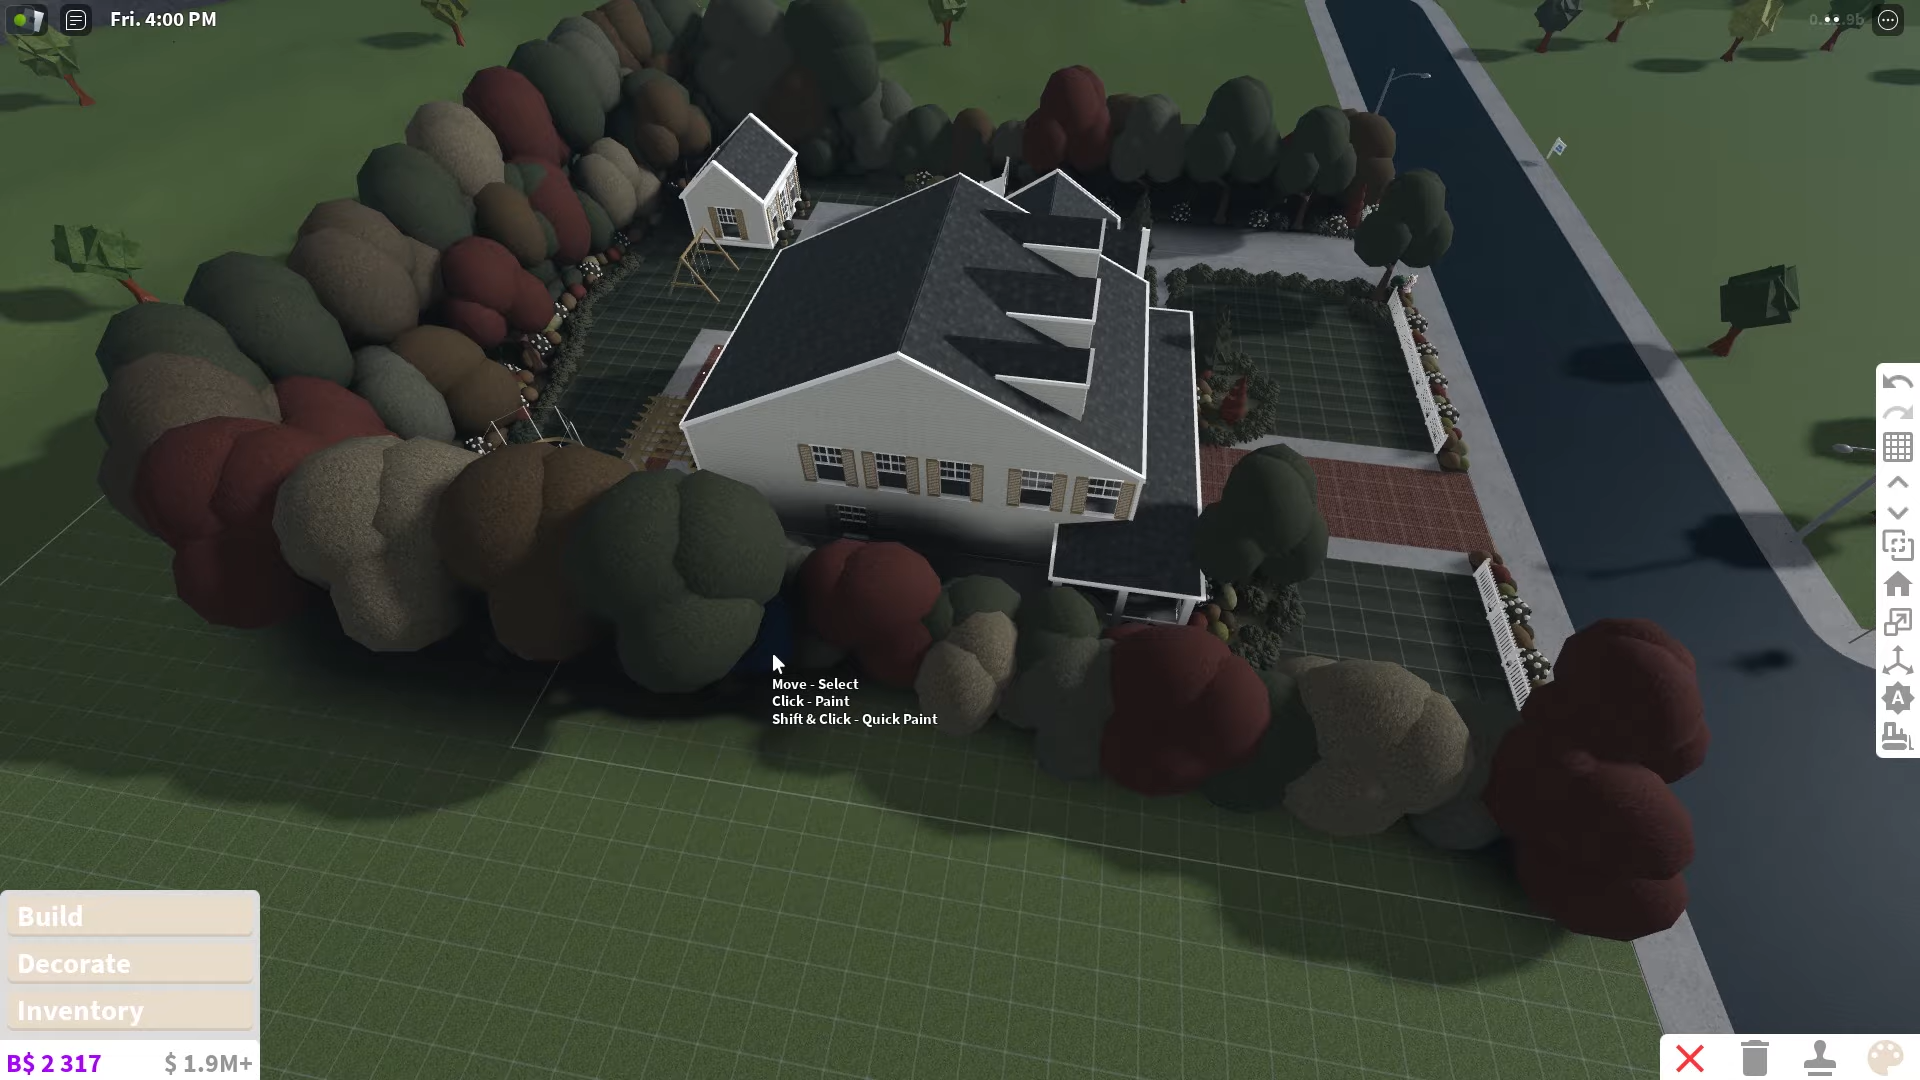 Fri. 4:00 PM
Move - Select
Click - Paint
Shift & Click - Quick Paint
A
Build
Decorate
Inventory
B$ 2 317
$ 1.9M+